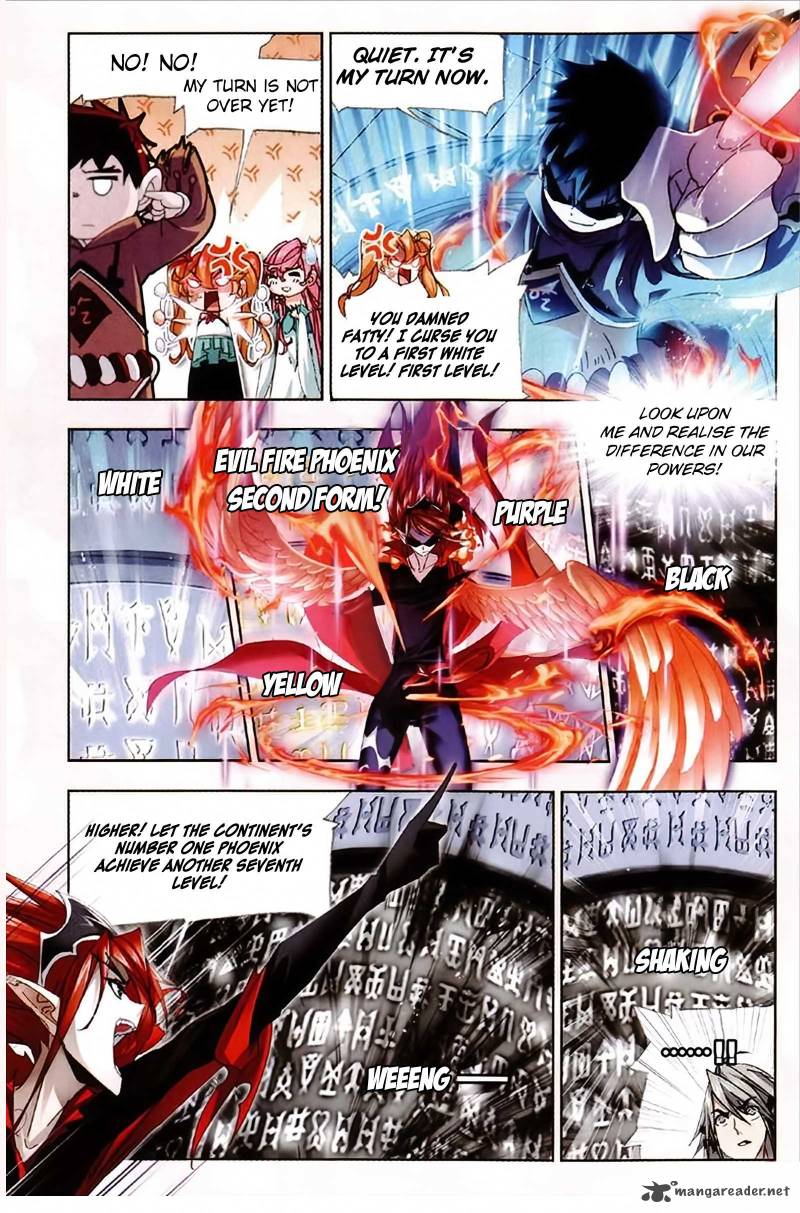 NO! NO!
MY TURN IS NOT
OVER YET!
QUIET. IT'S
MY TURN NOW.
YOU DAMNED
FATTY! I CURSE YOU
TO A FIRST WHITE
LEVEL! FIRST LEVEL!
LOOK UPON
ME AND REALISE THE
DIFFERENCE IN OUR
POWERS!
WHITE
EVIL FIRE PHOENIX
SECOND FORM!
PURPLE
BLACK
YELLOW
HIGHER! LET THE CONTINENT'S
NUMBER ONE PHOENIX
ACHIEVE ANOTHER SEVENTH
LEVEL!
WEEENG —
SHAKING
......!!
mangareader.net